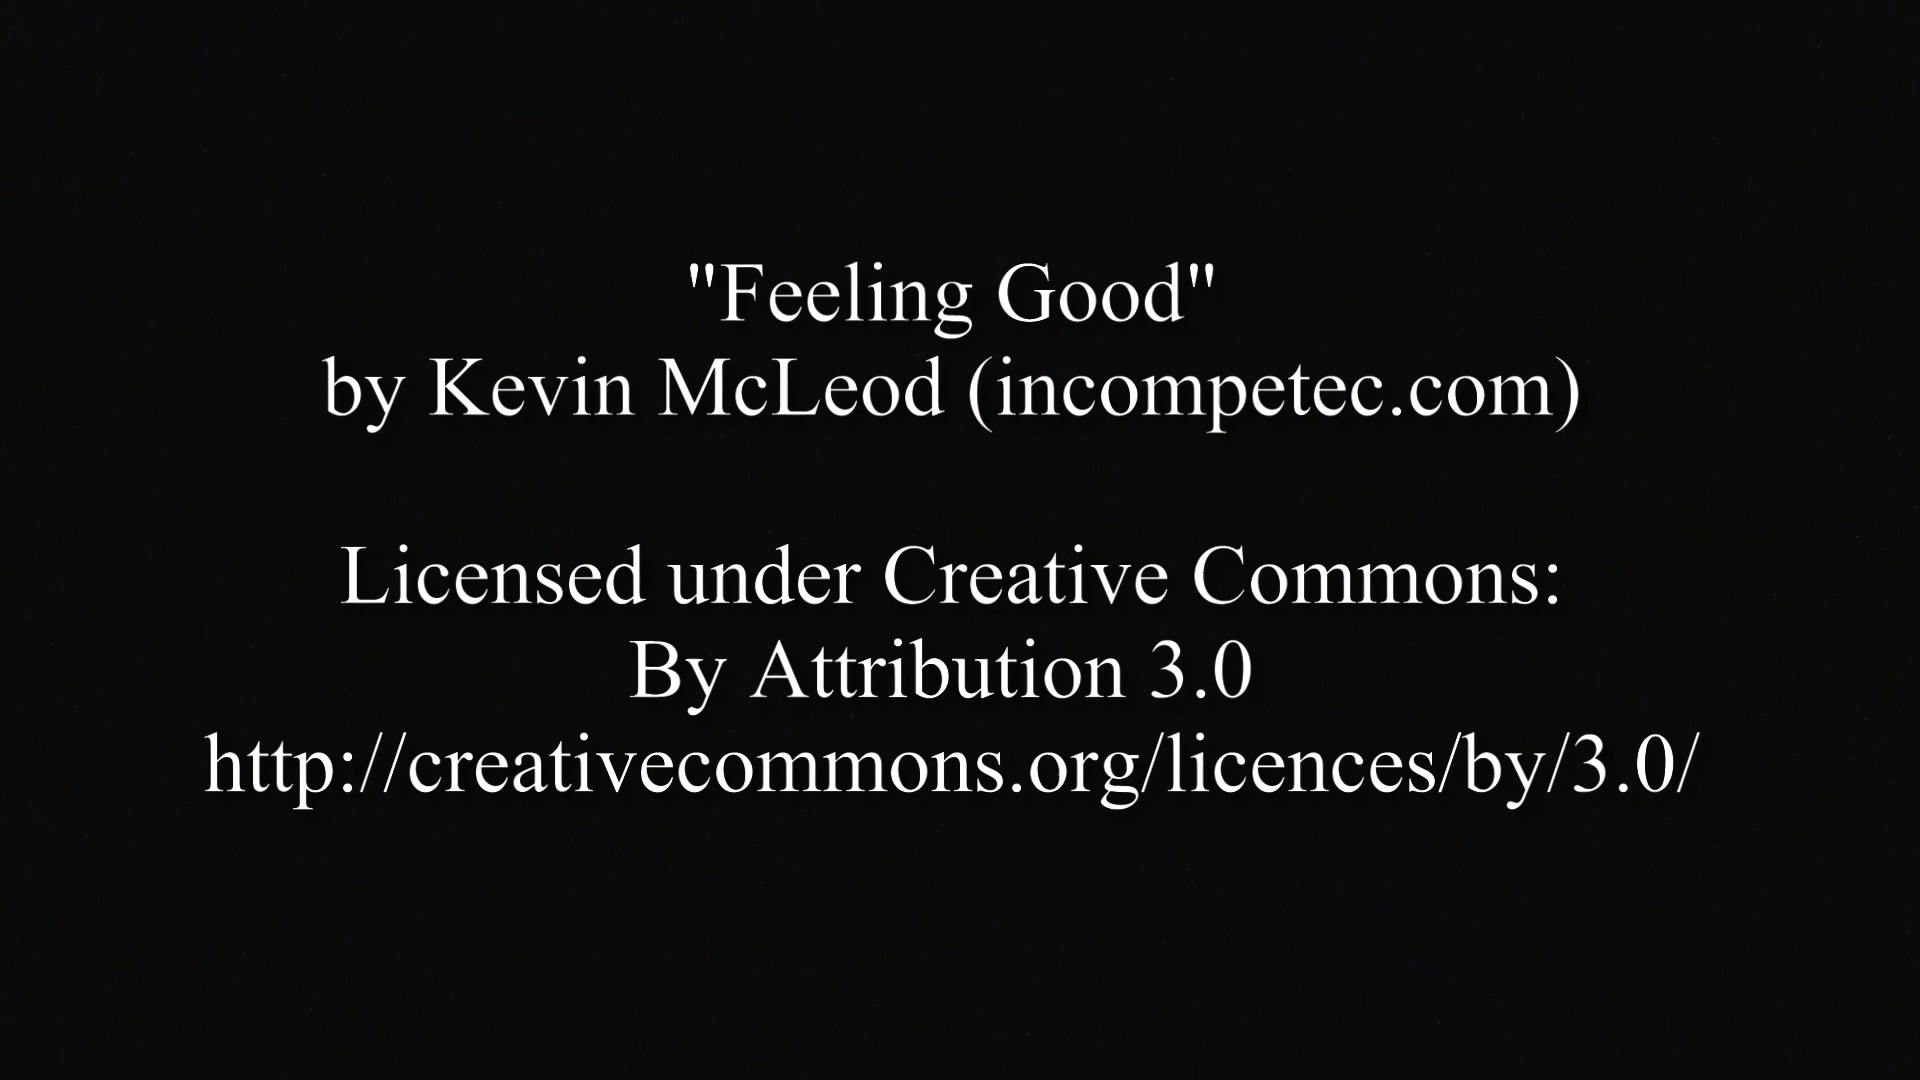 "Feeling Good"
by Kevin McLeod (incompetec.com)
Licensed under Creative Commons:
By Attribution 3.0
http://creativecommons.org/licences/by/3.0/